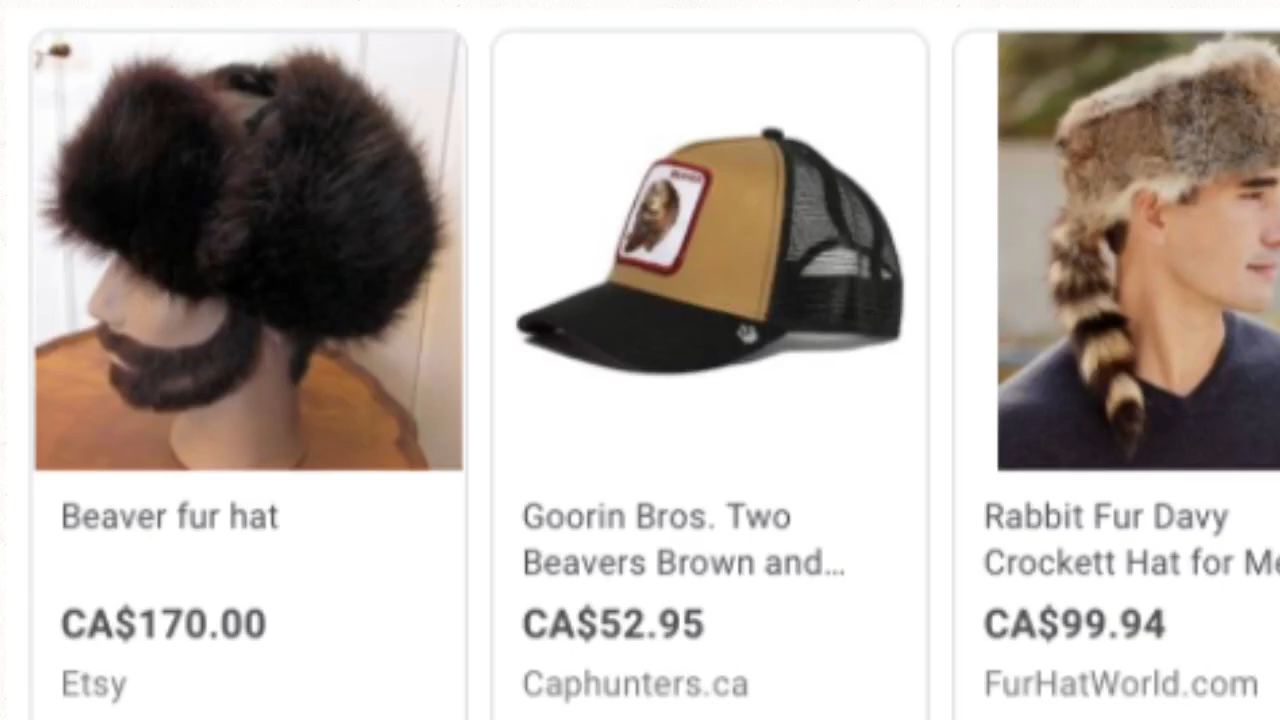 Beaver fur hat
CA$170.00
Etsy
Goorin Bros. Two
Beavers Brown and…
CA$52.95
Caphunters.ca
Rabbit Fur Davy
Crockett Hat for Me
CA$99.94
FurHatWorld.com